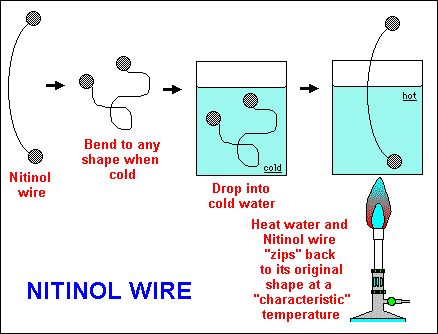 Nitinol
wire
Bend to any
shape when
cold
cold
Drop into
cold water
hot
Heat water and
Nitinol wire
"zips" back
to its original
shape at a
"characteristic"
temperature
NITINOL WIRE